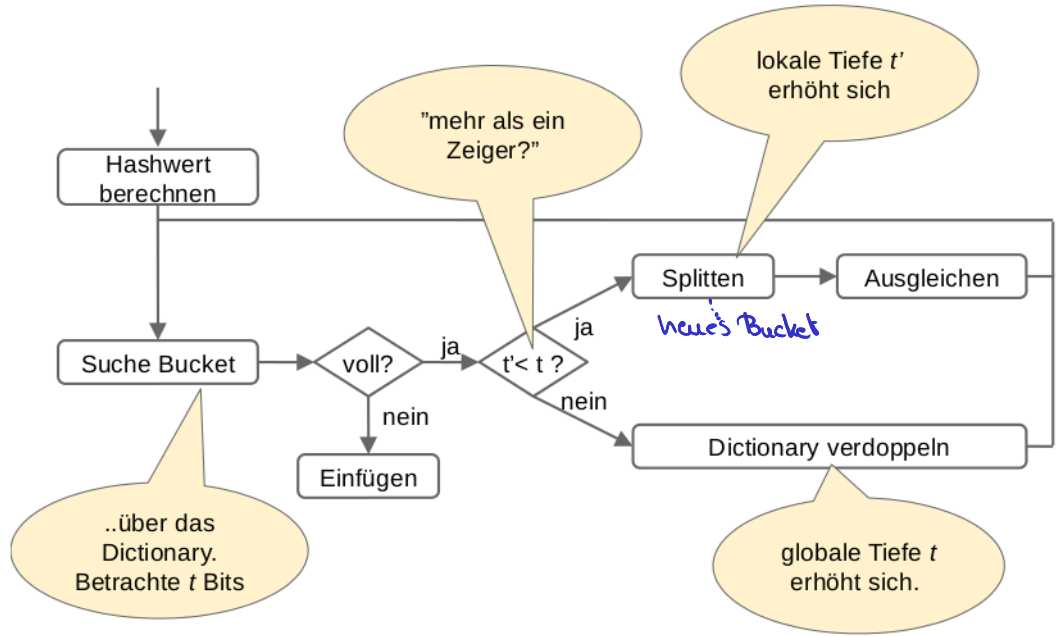 lokale Tiefe t'
erhöht sich
"mehr als ein
Zeiger?"
Hashwert
berechnen
Splitten
Ausgleichen
neues Bucket
ja
Suche Bucket
voll?
ja
t'< t ?
nein
nein
Dictionary verdoppeln
Einfügen
..über das
Dictionary.
Betrachte t Bits
globale Tiefe t
erhöht sich.